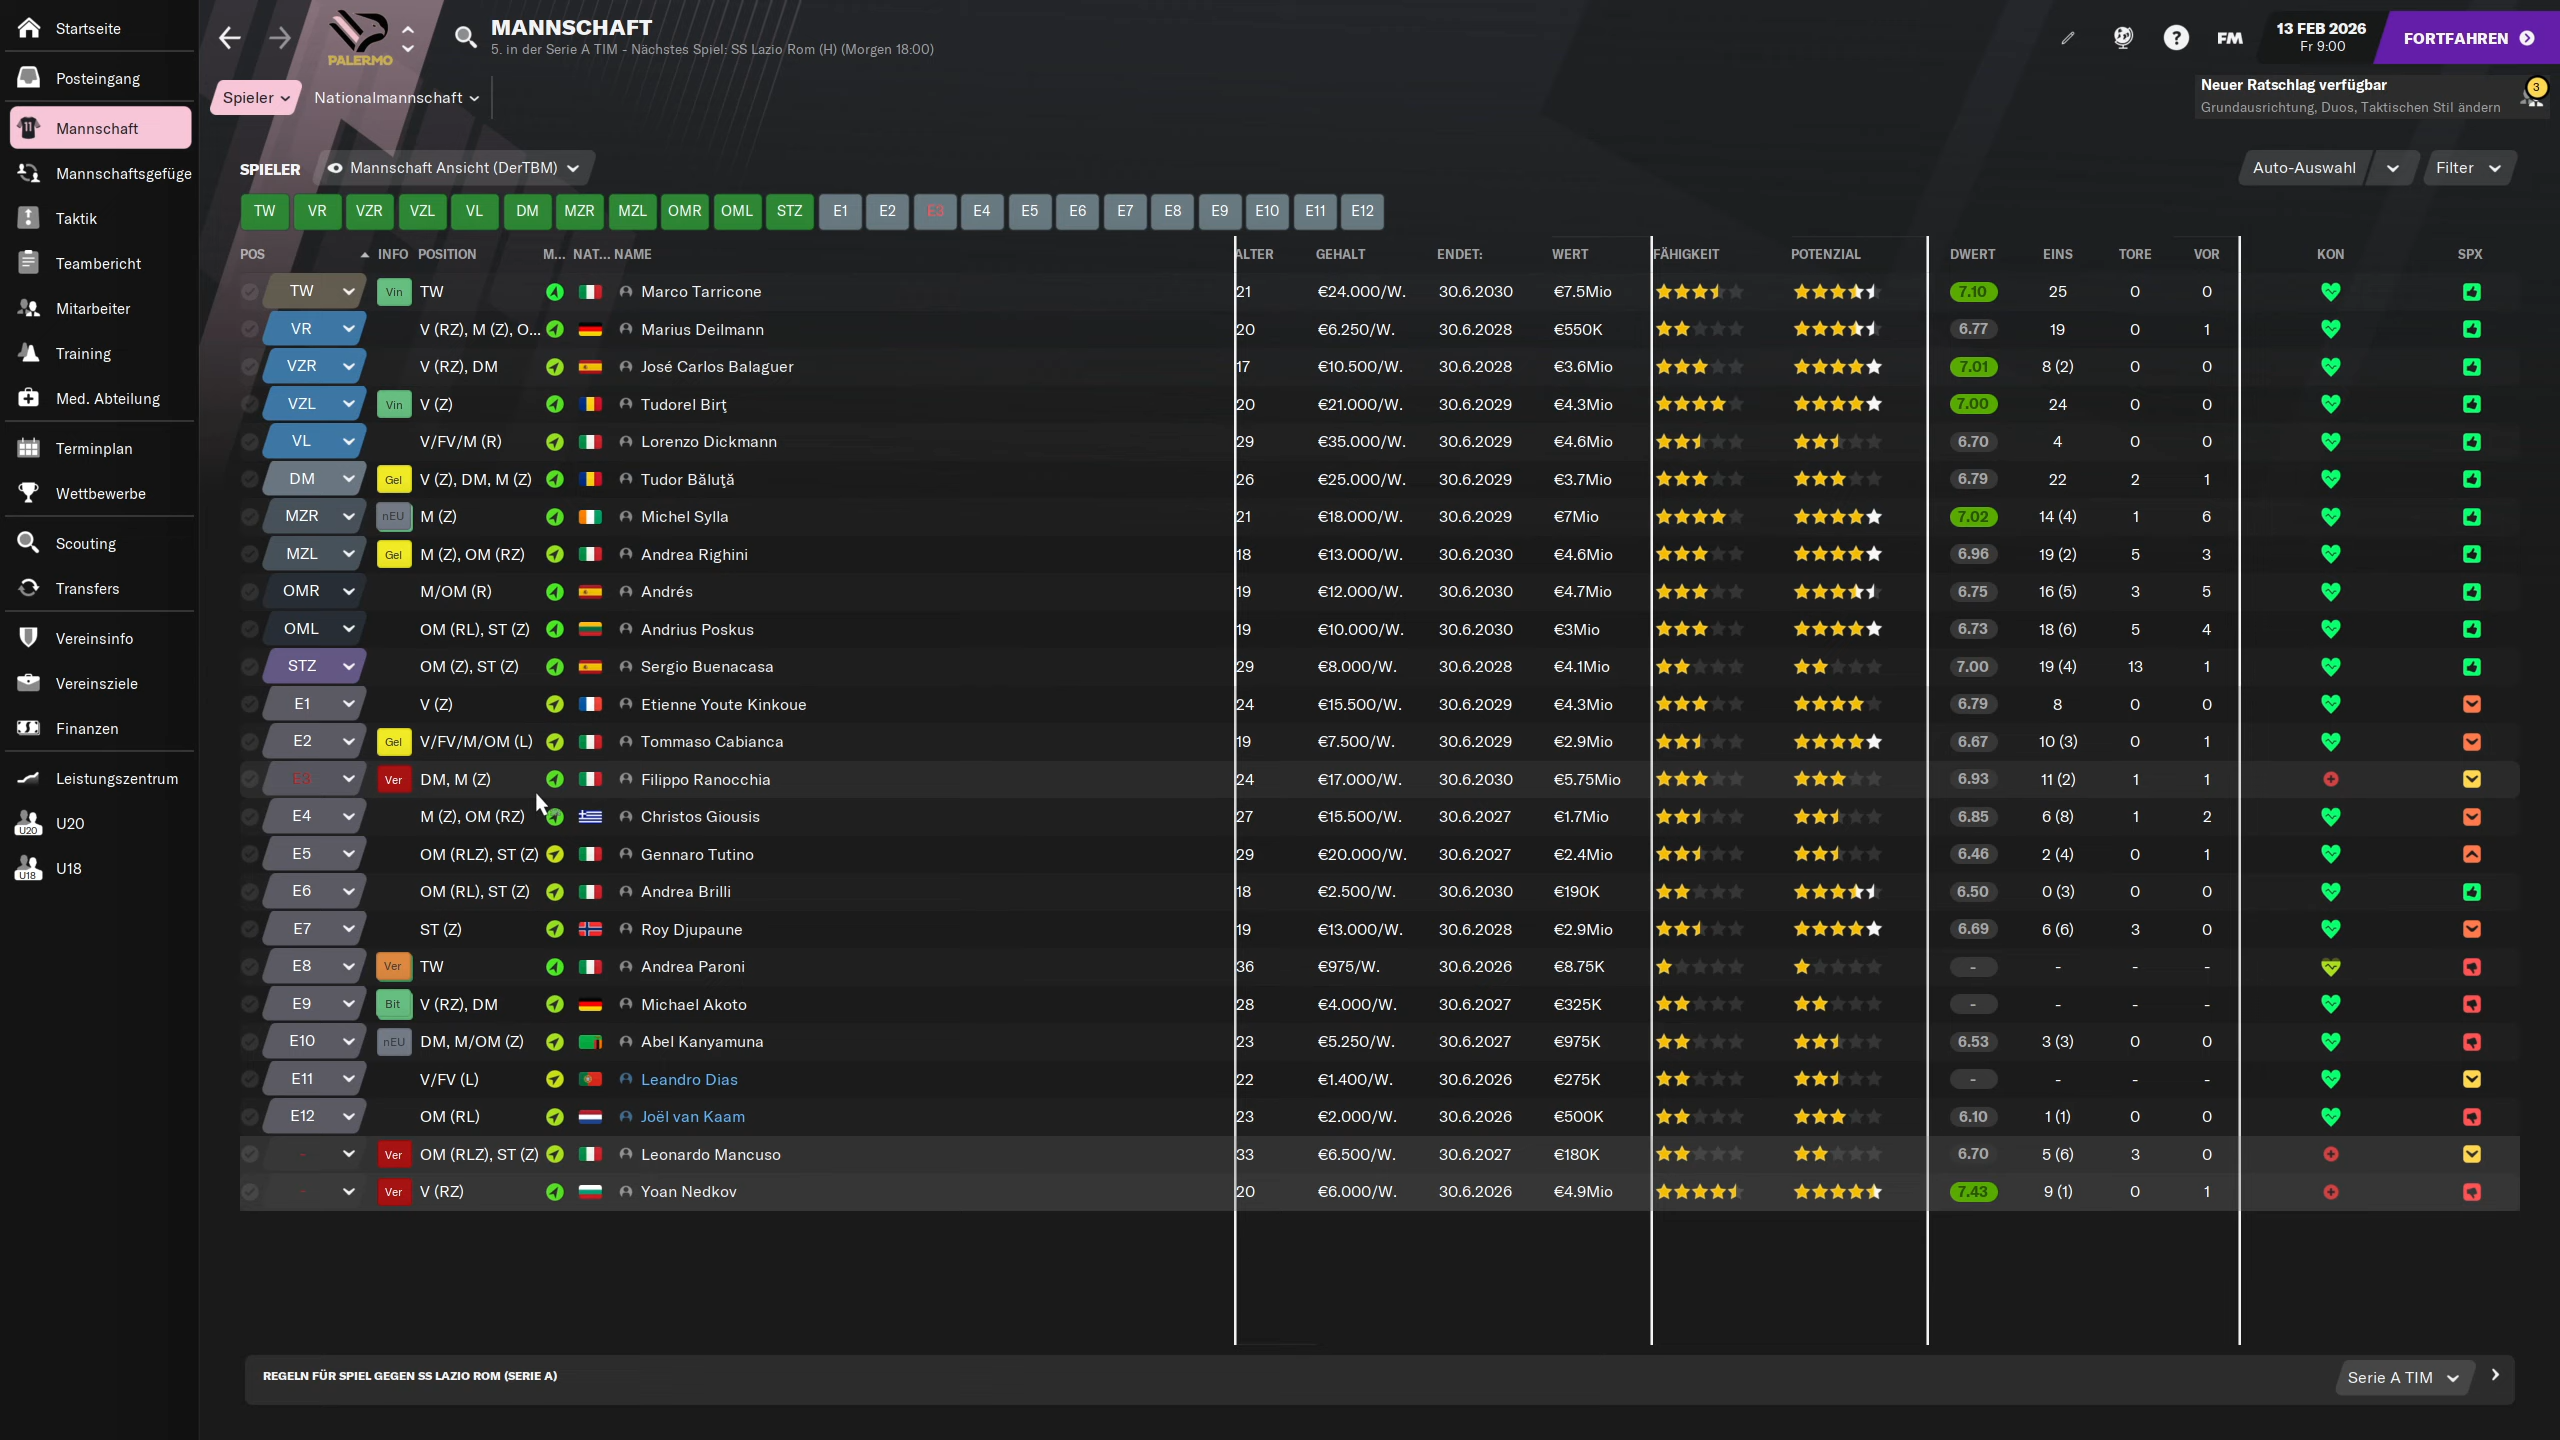 Startseite
Posteingang
Mannschaft
Mannschaftsgefüge
Taktik
Teambericht
Mitarbeiter
Training
Med. Abteilung
Terminplan
Wettbewerbe
Scouting
Transfers
Vereinsinfo
Vereinsziele
Finanzen
Leistungszentrum
U20 U20
U18 U18
PALERMO
MANNSCHAFT
5. in der Serie A TIM - Nächstes Spiel: SS Lazio Rom (H) (Morgen 18:00)
? FM
13 FEB 2026
Fr 9:00
FORTFAHREN
Spieler Nationalmannschaft
Neuer Ratschlag verfügbar 3
Grundausrichtung, Duos, Taktischen Stil ändern
SPIELER Mannschaft Ansicht (DerTBM) Auto-Auswahl Filter
TW VR VZR VZL VL DM MZR MZL OMR OML STZ E1 E2 E3 E4 E5 E6 E7 E8 E9 E10 E11 E12
POS INFO POSITION M... NAT... NAME ALTER GEHALT ENDET: WERT FÄHIGKEIT POTENZIAL DWERT EINS TORE VOR KON SPX
TW Vin TW Marco Tarricone 21 €24.000/W. 30.6.2030 €7.5Mio 7.10 25 0 0
VR V (RZ), M (Z), O... Marius Deilmann 20 €6.250/W. 30.6.2028 €550K 6.77 19 0 1
VZR V (RZ), DM José Carlos Balaguer 17 €10.500/W. 30.6.2028 €3.6Mio 7.01 8 (2) 0 0
VZL Vin V (Z) Tudorel Birț 20 €21.000/W. 30.6.2029 €4.3Mio 7.00 24 0 0
VL V/FV/M (R) Lorenzo Dickmann 29 €35.000/W. 30.6.2029 €4.6Mio 6.70 4 0 0
DM Gel V (Z), DM, M (Z) Tudor Băluță 26 €25.000/W. 30.6.2029 €3.7Mio 6.79 22 2 1
MZR nEU M (Z) Michel Sylla 21 €18.000/W. 30.6.2029 €7Mio 7.02 14 (4) 1 6
MZL Gel M (Z), OM (RZ) Andrea Righini 18 €13.000/W. 30.6.2030 €4.6Mio 6.96 19 (2) 5 3
OMR M/OM (R) Andrés 19 €12.000/W. 30.6.2030 €4.7Mio 6.75 16 (5) 3 5
OML OM (RL), ST (Z) Andrius Poskus 19 €10.000/W. 30.6.2030 €3Mio 6.73 18 (6) 5 4
STZ OM (Z), ST (Z) Sergio Buenacasa 29 €8.000/W. 30.6.2028 €4.1Mio 7.00 19 (4) 13 1
E1 V (Z) Etienne Youte Kinkoue 24 €15.500/W. 30.6.2029 €4.3Mio 6.79 8 0 0
E2 Gel V/FV/M/OM (L) Tommaso Cabianca 19 €7.500/W. 30.6.2029 €2.9Mio 6.67 10 (3) 0 1
E3 Ver DM, M (Z) Filippo Ranocchia 24 €17.000/W. 30.6.2030 €5.75Mio 6.93 11 (2) 1 1
E4 M (Z), OM (RZ) Christos Giousis 27 €15.500/W. 30.6.2027 €1.7Mio 6.85 6 (8) 1 2
E5 OM (RLZ), ST (Z) Gennaro Tutino 29 €20.000/W. 30.6.2027 €2.4Mio 6.46 2 (4) 0 1
E6 OM (RL), ST (Z) Andrea Brilli 18 €2.500/W. 30.6.2030 €190K 6.50 0 (3) 0 0
E7 ST (Z) Roy Djupaune 19 €13.000/W. 30.6.2028 €2.9Mio 6.69 6 (6) 3 0
E8 Ver TW Andrea Paroni 36 €975/W. 30.6.2026 €8.75K - - - -
E9 Bit V (RZ), DM Michael Akoto 28 €4.000/W. 30.6.2027 €325K - - - -
E10 nEU DM, M/OM (Z) Abel Kanyamuna 23 €5.250/W. 30.6.2027 €975K 6.53 3 (3) 0 0
E11 V/FV (L) Leandro Dias 22 €1.400/W. 30.6.2026 €275K - - - -
E12 OM (RL) Joël van Kaam 23 €2.000/W. 30.6.2026 €500K 6.10 1 (1) 0 0
- Ver OM (RLZ), ST (Z) Leonardo Mancuso 33 €6.500/W. 30.6.2027 €180K 6.70 5 (6) 3 0
- Ver V (RZ) Yoan Nedkov 20 €6.000/W. 30.6.2026 €4.9Mio 7.43 9 (1) 0 1
REGELN FÜR SPIEL GEGEN SS LAZIO ROM (SERIE A) Serie A TIM